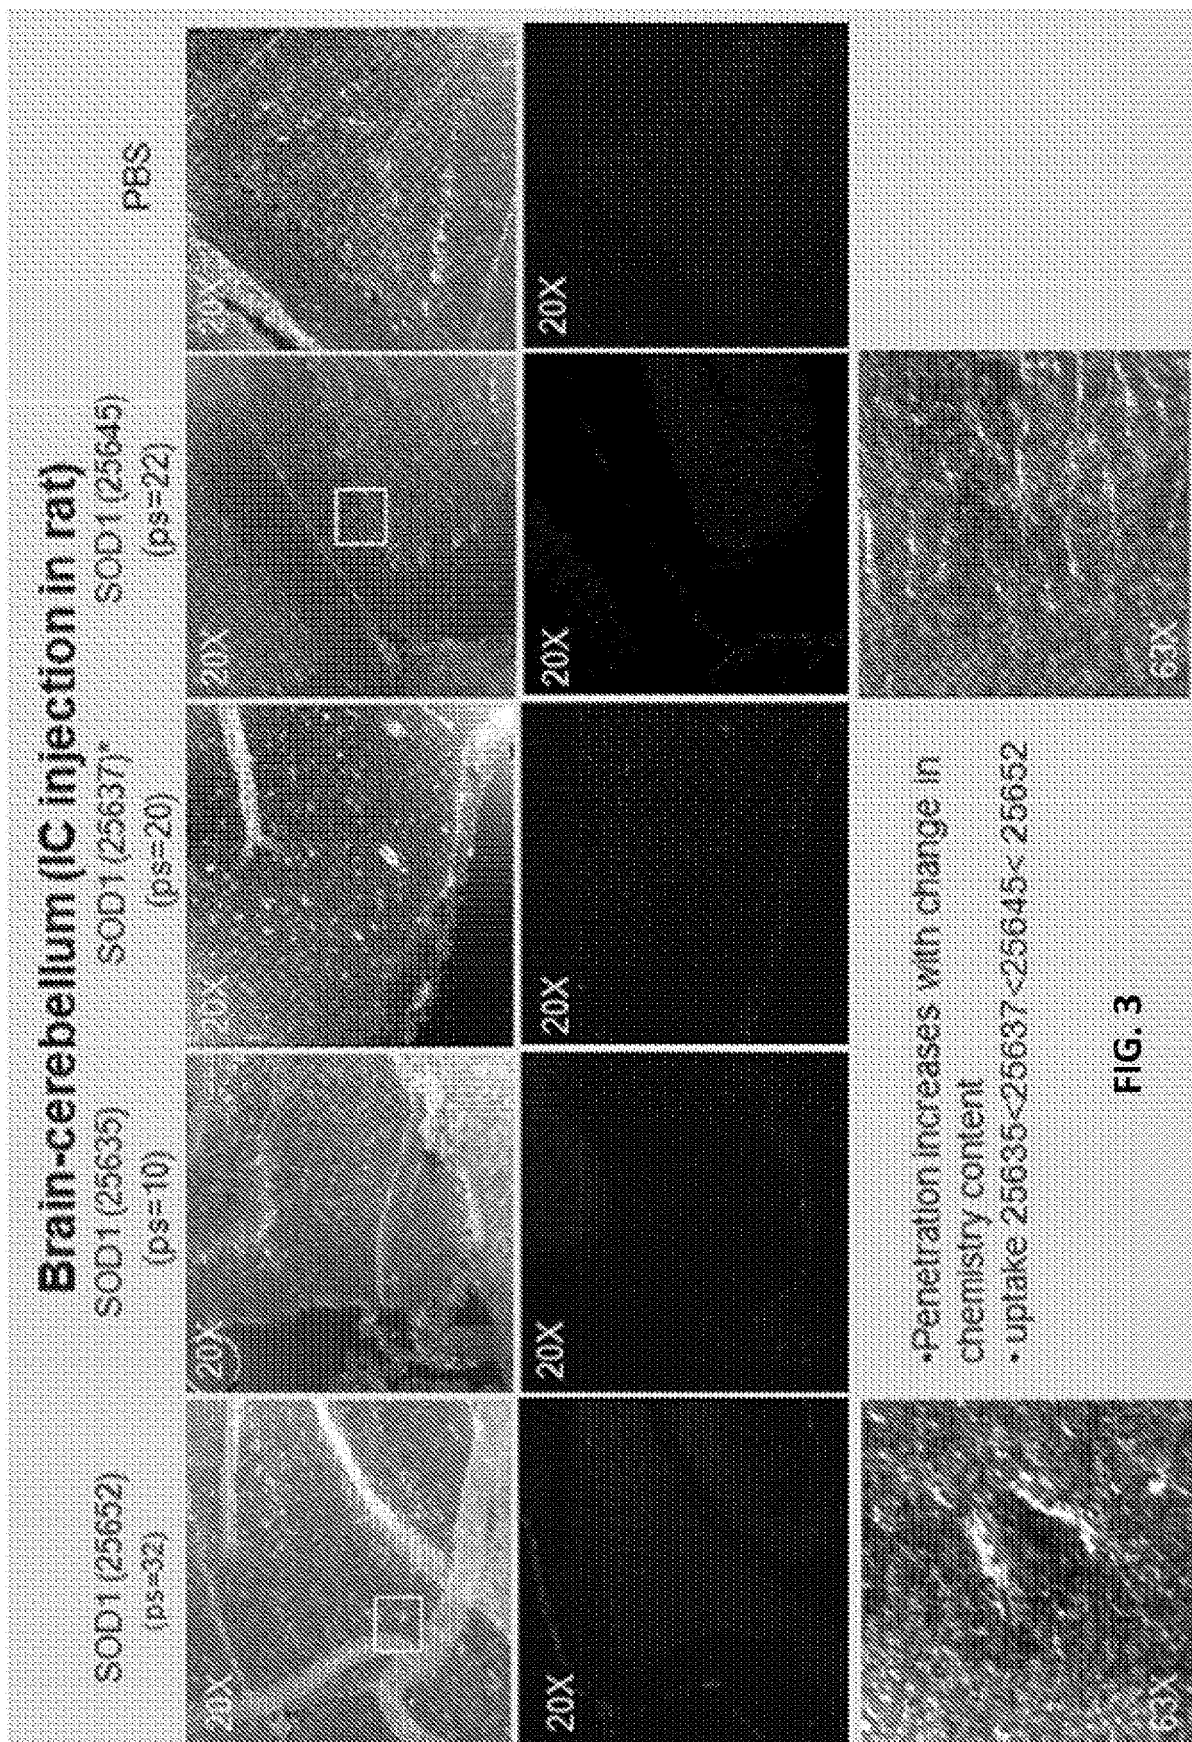 Brain-cerebellum (IC injection in rat)
SOD1 (25652)
(ps=32)
SOD1 (25635)
(ps=10)
SOD1 (25637)*
(ps=20)
SOD1 (25645)
(ps=22)
PBS
20X
20X
20X
20X
20X
20X
20X
20X
20X
20X
63X
•Penetration increases with change in
chemistry content
• uptake 25635<25637<25645< 25652
63X
FIG. 3